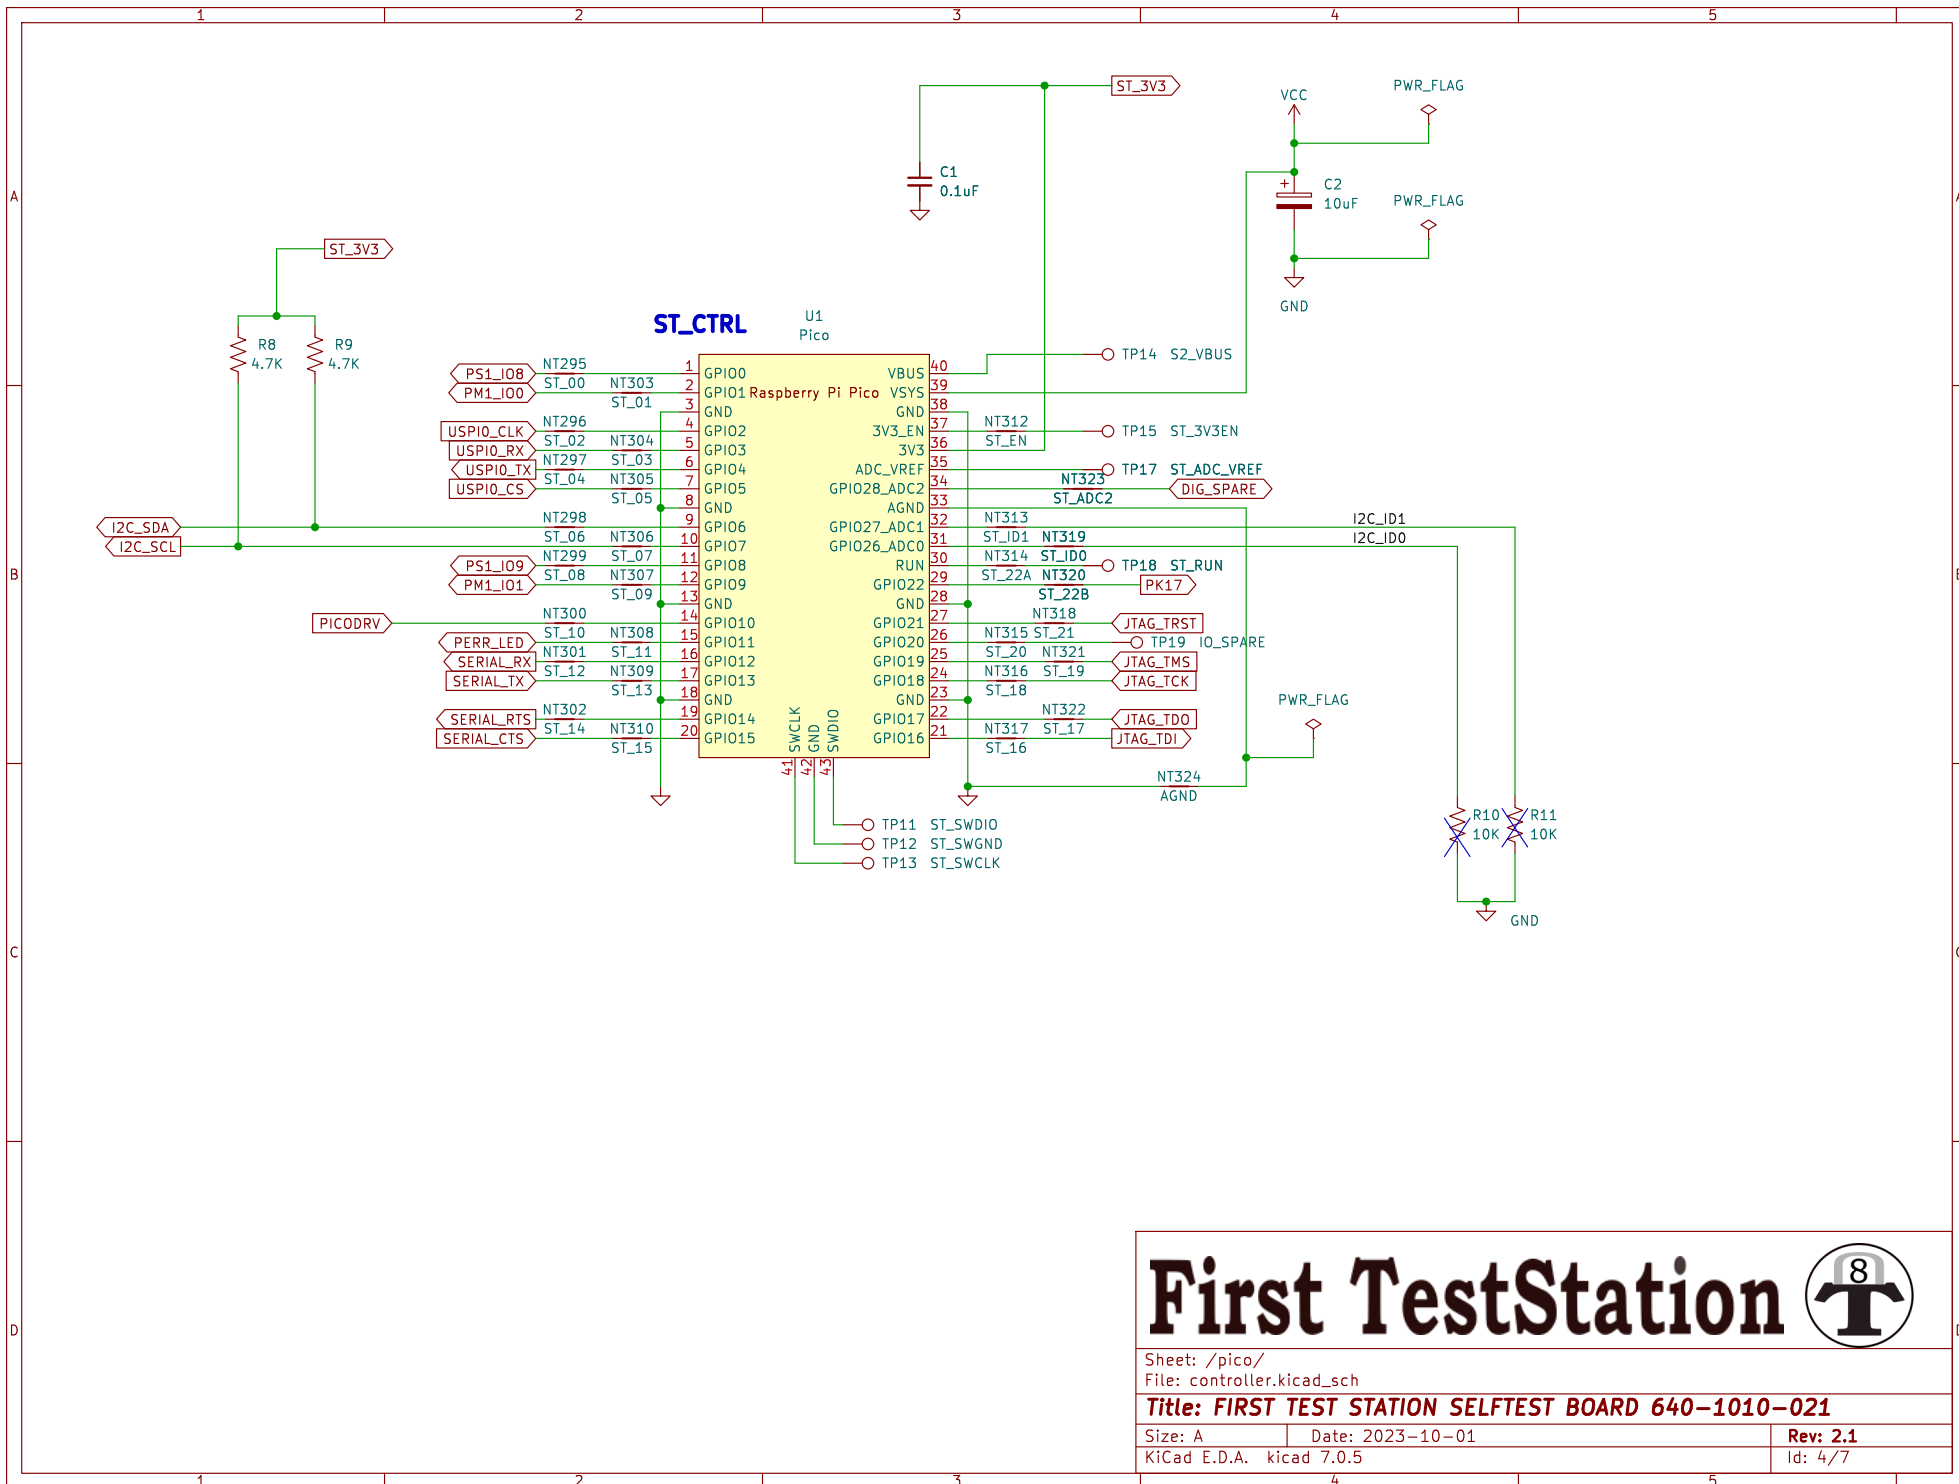 1 2 3 4 5
A
B
C
D
ST_3V3
VCC
PWR_FLAG
C1
0.1uF
+
C2
10uF
PWR_FLAG
GND
ST_3V3
R8
4.7K
R9
4.7K
ST_CTRL
U1
Pico
Raspberry Pi Pico
PS1_IO8 NT295 ST_00 1 GPIO0
PM1_IO0 NT303 ST_01 2 GPIO1
3 GND
USPI0_CLK NT296 ST_02 4 GPIO2
USPI0_RX NT304 ST_03 5 GPIO3
USPI0_TX NT297 ST_04 6 GPIO4
USPI0_CS NT305 ST_05 7 GPIO5
8 GND
I2C_SDA NT298 ST_06 9 GPIO6
I2C_SCL NT306 ST_07 10 GPIO7
PS1_IO9 NT299 ST_08 11 GPIO8
PM1_IO1 NT307 ST_09 12 GPIO9
13 GND
PICODRV NT300 ST_10 14 GPIO10
PERR_LED NT308 ST_11 15 GPIO11
SERIAL_RX NT301 ST_12 16 GPIO12
SERIAL_TX NT309 ST_13 17 GPIO13
18 GND
SERIAL_RTS NT302 ST_14 19 GPIO14
SERIAL_CTS NT310 ST_15 20 GPIO15
VBUS 40 TP14 S2_VBUS
VSYS 39
GND 38
3V3_EN 37 NT312 ST_EN TP15 ST_3V3EN
3V3 36
ADC_VREF 35 TP17 ST_ADC_VREF
GPIO28_ADC2 34 NT323 ST_ADC2 DIG_SPARE
AGND 33
GPIO27_ADC1 32 NT313 ST_ID1 I2C_ID1
GPIO26_ADC0 31 NT319 ST_ID0 I2C_ID0
RUN 30 NT314 ST_22A TP18 ST_RUN
GPIO22 29 NT320 ST_22B PK17
GND 28
GPIO21 27 NT318 ST_21 JTAG_TRST
GPIO20 26 NT315 ST_20 TP19 IO_SPARE
GPIO19 25 NT321 ST_19 JTAG_TMS
GPIO18 24 NT316 ST_18 JTAG_TCK
GND 23
GPIO17 22 NT322 ST_17 JTAG_TDO
GPIO16 21 NT317 ST_16 JTAG_TDI
SWCLK GND SWDIO
41 42 43
PWR_FLAG
NT324
AGND
TP11 ST_SWDIO
TP12 ST_SWGND
TP13 ST_SWCLK
R10
10K
R11
10K
GND
First TestStation 8
Sheet: /pico/
File: controller.kicad_sch
Title: FIRST TEST STATION SELFTEST BOARD 640-1010-021
Size: A Date: 2023-10-01 Rev: 2.1
KiCad E.D.A. kicad 7.0.5 Id: 4/7
1 2 3 4 5